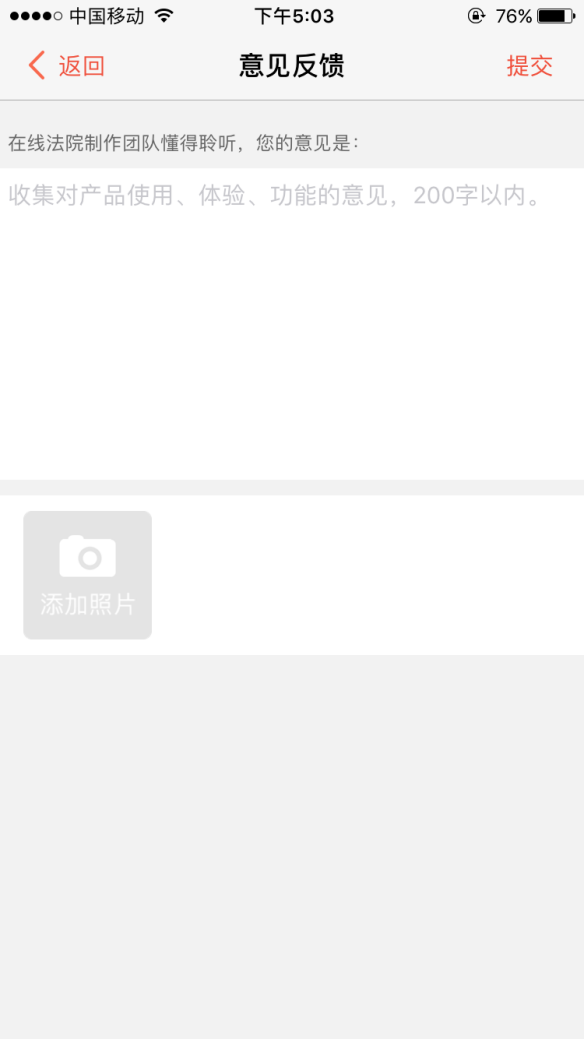 中国移动 下午5:03 76%
返回 意见反馈 提交
在线法院制作团队懂得聆听，您的意见是：
收集对产品使用、体验、功能的意见，200字以内。
添加照片